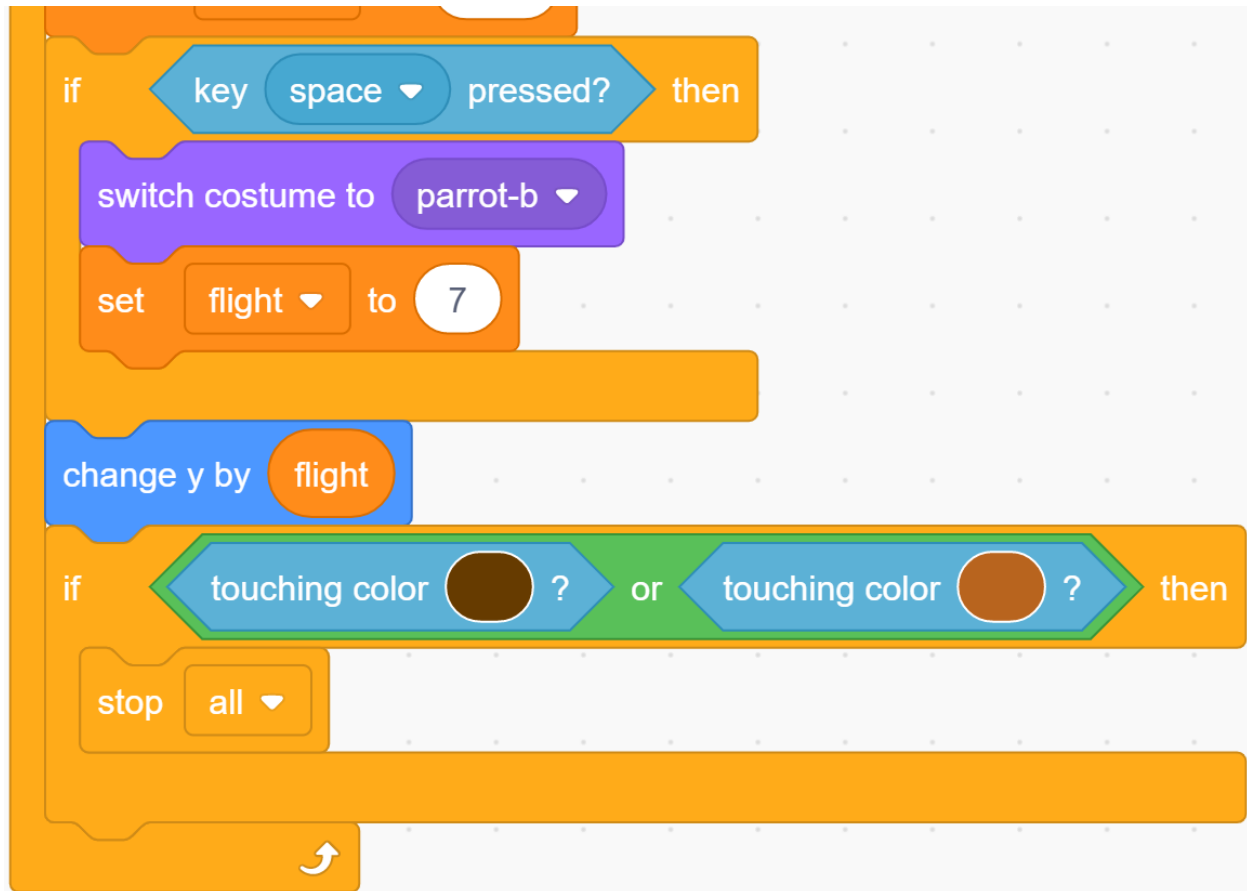 if key space pressed? then
switch costume to parrot-b
set flight to 7
change y by flight
if touching color ? or touching color ? then
stop all